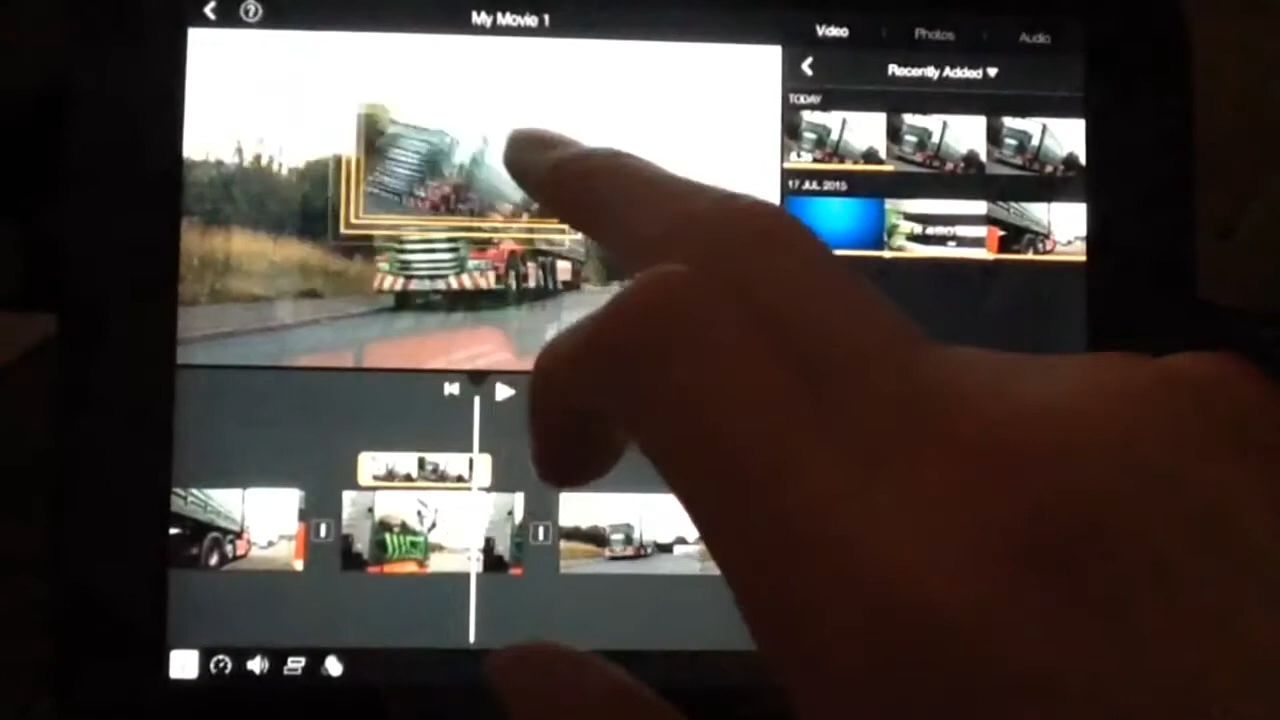 My Movie 1
Video
Photos
Audio
Recently Added
TODAY
17 JUL 2015